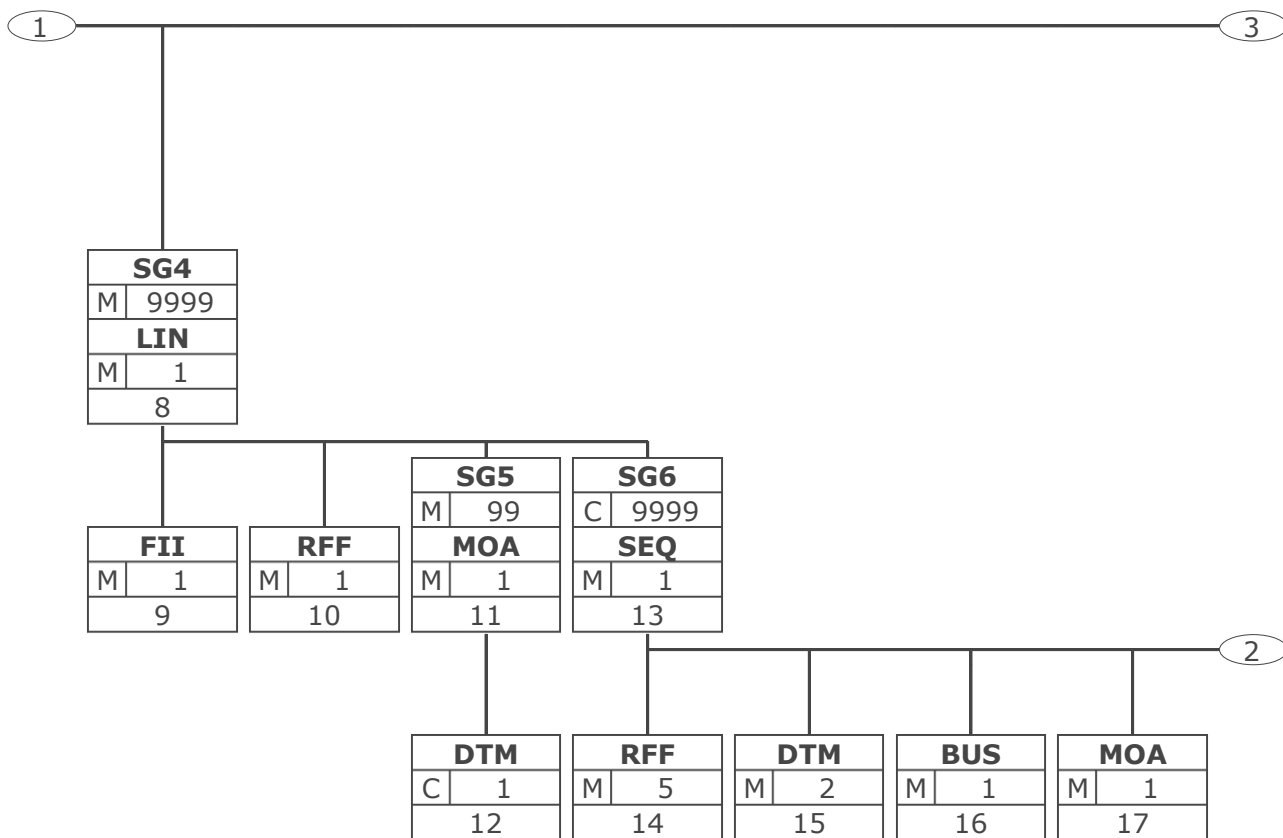 1 3
SG4
M 9999
LIN
M 1
8
SG5 SG6
M 99 C 9999
FII RFF MOA SEQ
M 1 M 1 M 1 M 1
9 10 11 13
2
DTM RFF DTM BUS MOA
C 1 M 5 M 2 M 1 M 1
12 14 15 16 17